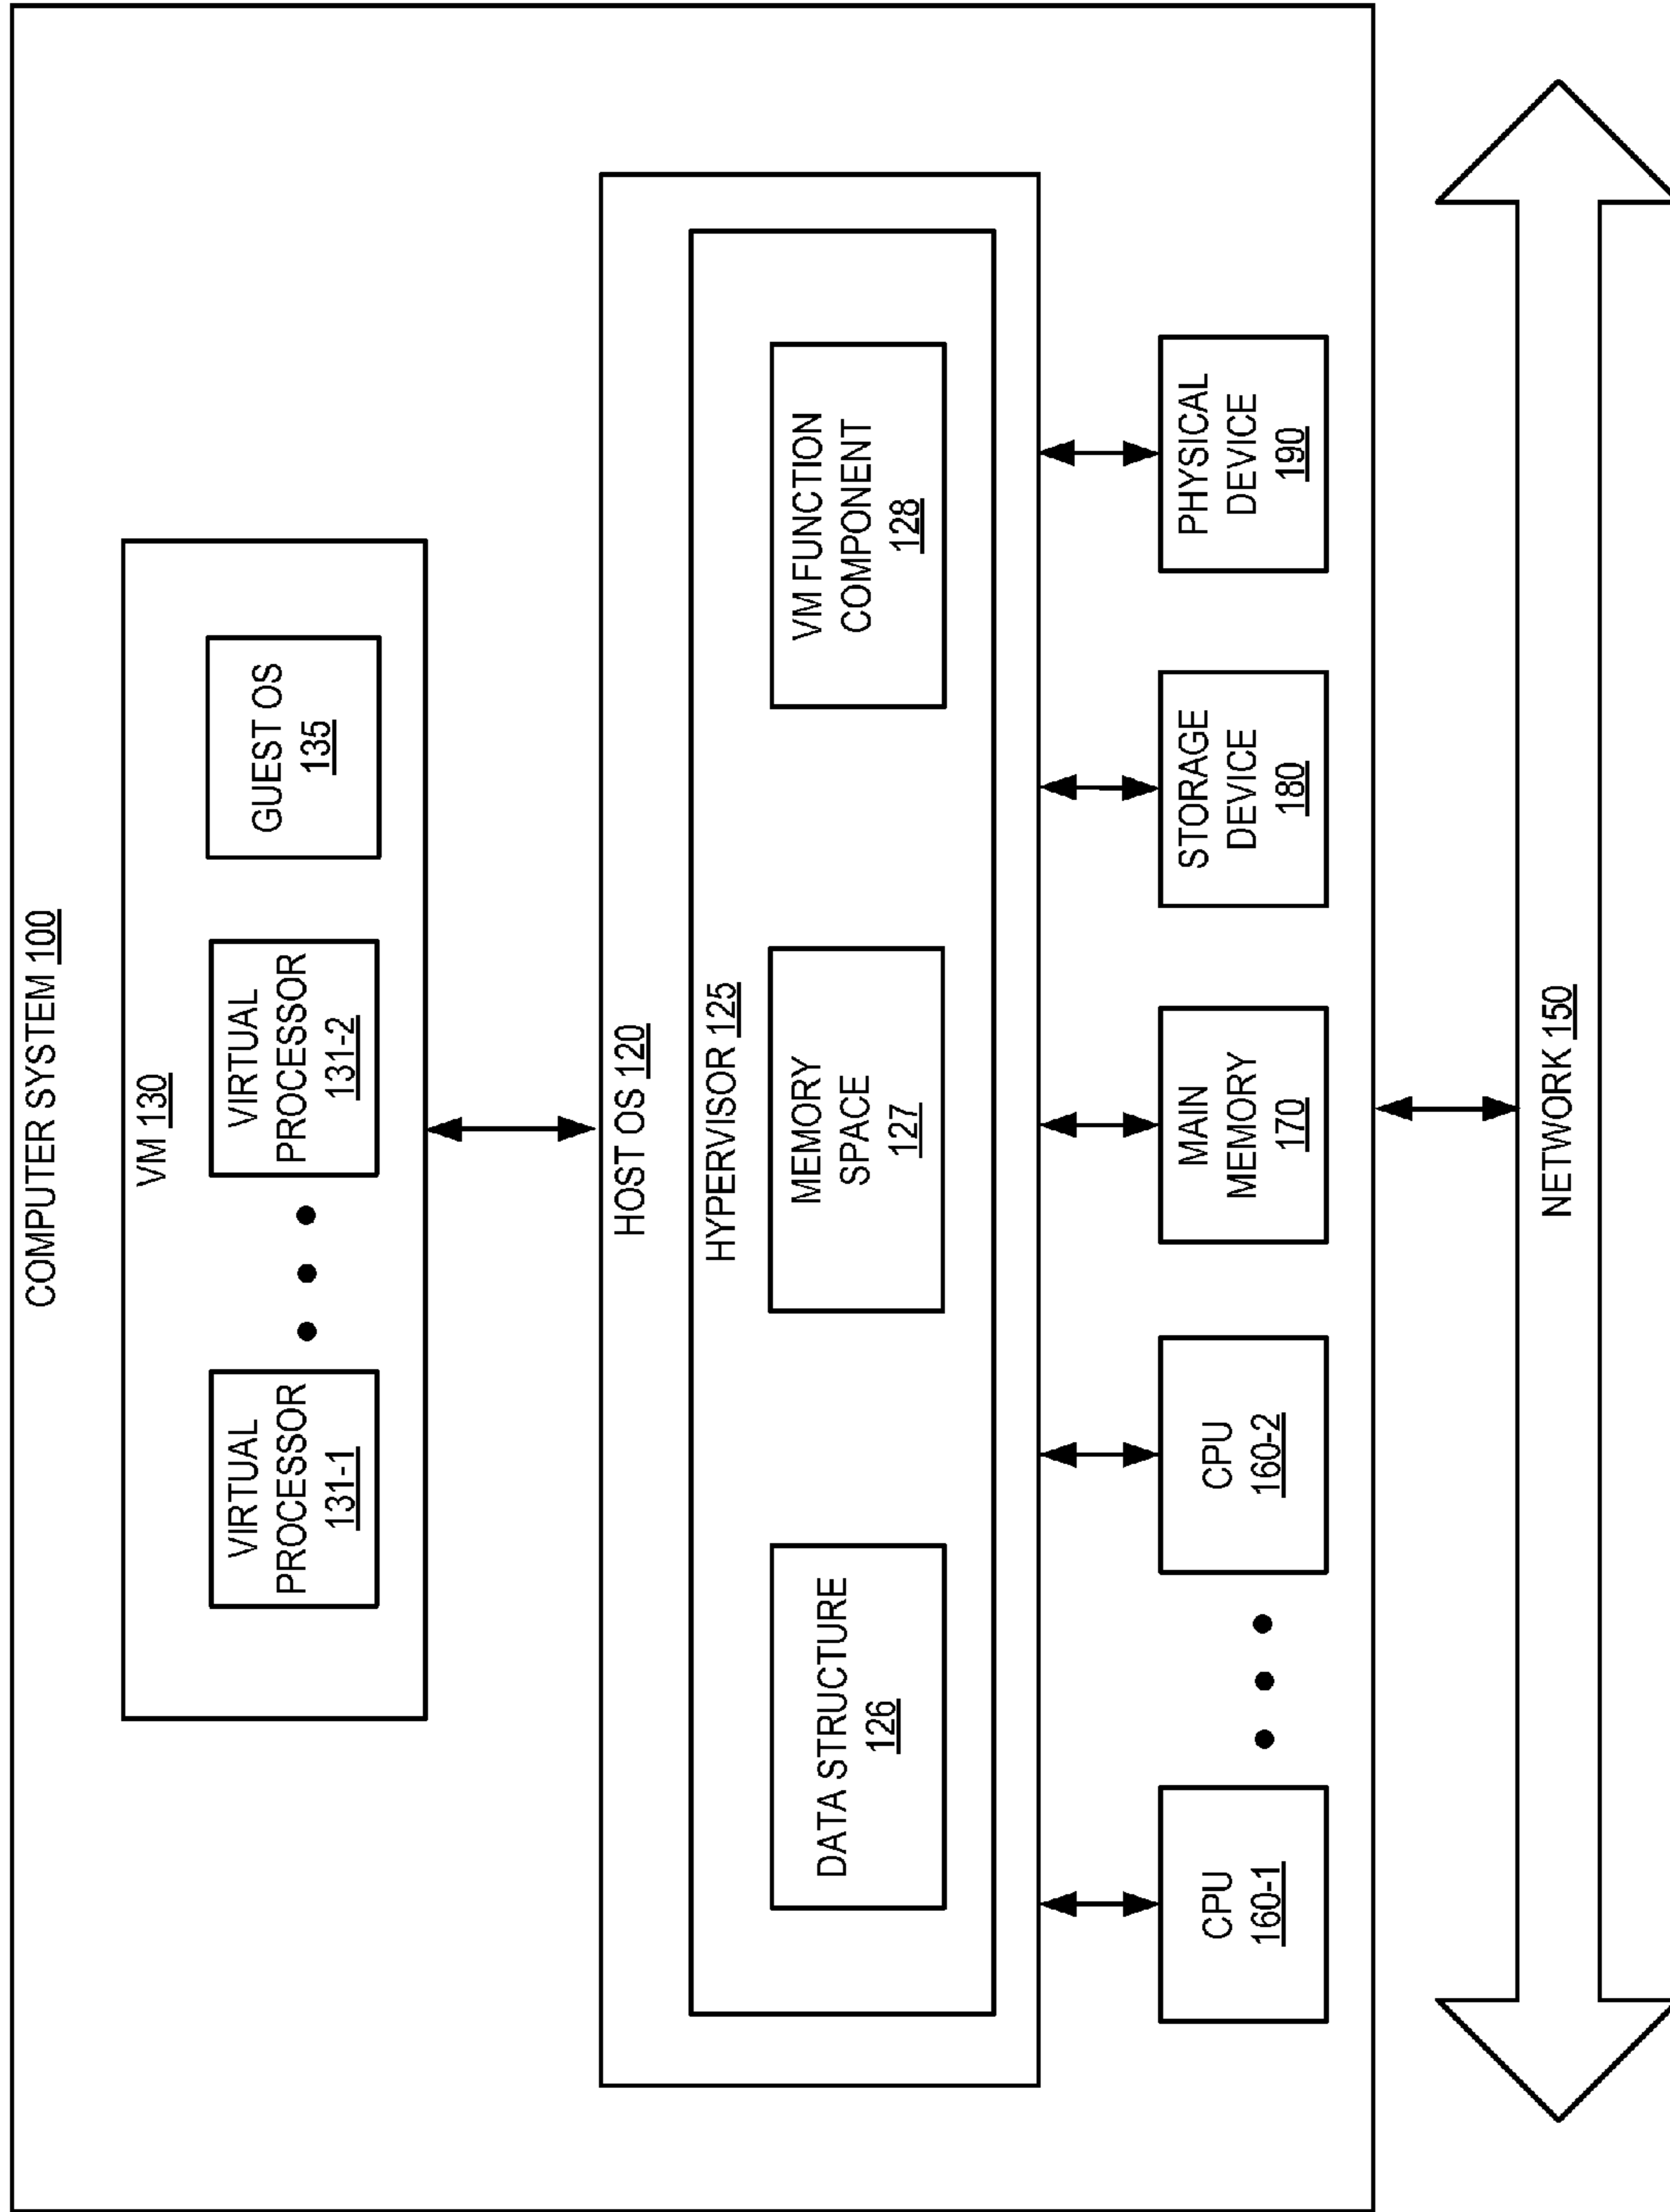 COMPUTER SYSTEM 100
VM 130
VIRTUAL
PROCESSOR
131-1
VIRTUAL
PROCESSOR
131-2
GUEST OS
135
HOST OS 120
HYPERVISOR 125
DATA STRUCTURE
126
MEMORY
SPACE
127
VM FUNCTION
COMPONENT
128
CPU
160-1
CPU
160-2
MAIN
MEMORY
170
STORAGE
DEVICE
180
PHYSICAL
DEVICE
190
NETWORK 150